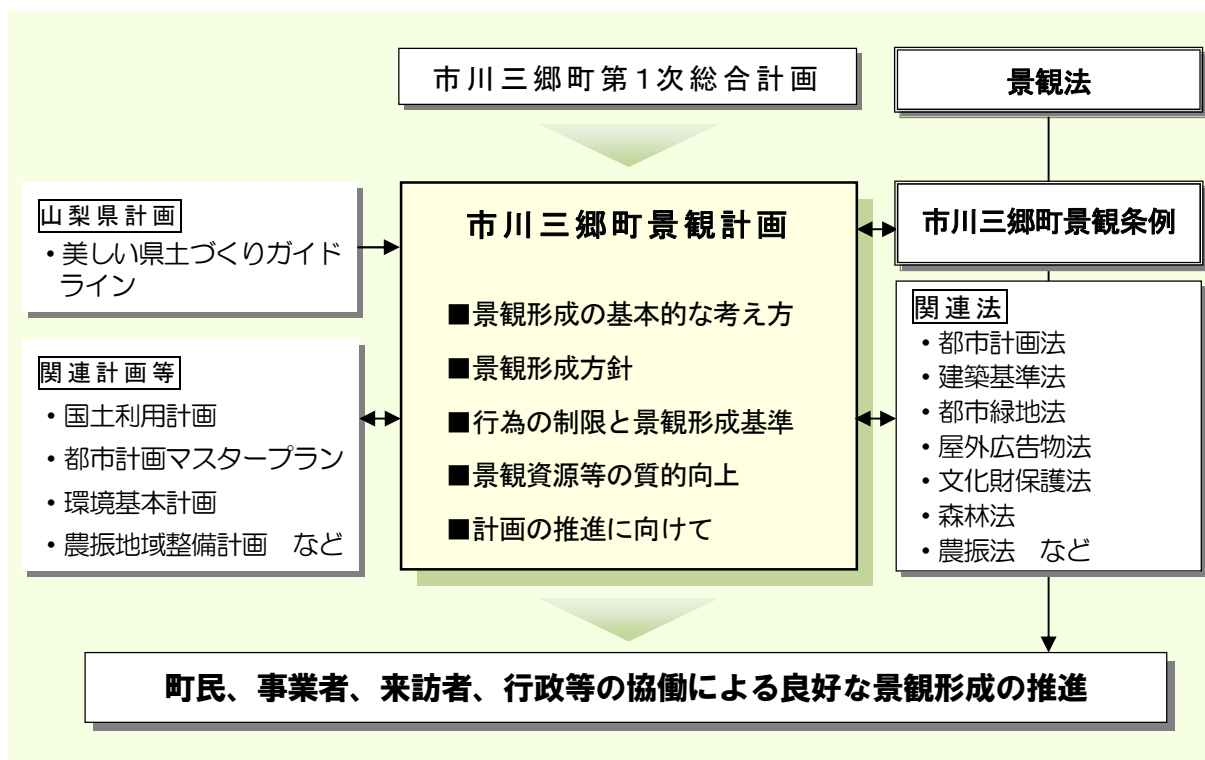 市川三郷町第1次総合計画
景観法
山梨県計画
・美しい県土づくりガイド
ライン
関連計画等
・国土利用計画
・都市計画マスタープラン
・環境基本計画
・農振地域整備計画　など
市川三郷町景観計画
■景観形成の基本的な考え方
■景観形成方針
■行為の制限と景観形成基準
■景観資源等の質的向上
■計画の推進に向けて
市川三郷町景観条例
関連法
・都市計画法
・建築基準法
・都市緑地法
・屋外広告物法
・文化財保護法
・森林法
・農振法　など
町民、事業者、来訪者、行政等の協働による良好な景観形成の推進